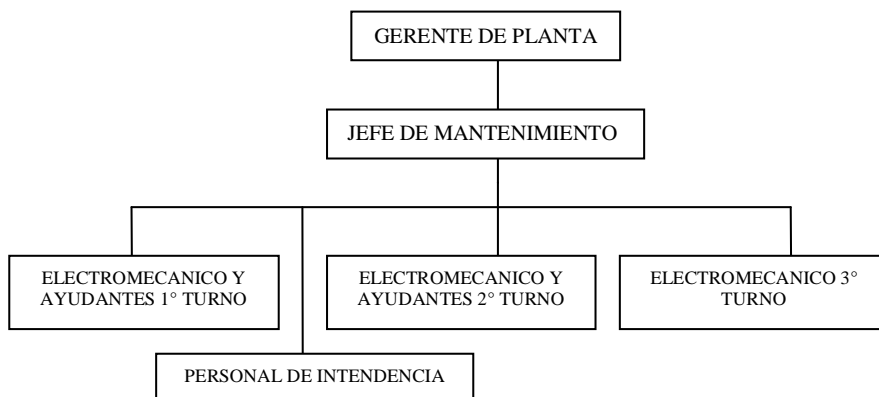 GERENTE DE PLANTA
JEFE DE MANTENIMIENTO
ELECTROMECANICO Y
AYUDANTES 1° TURNO
ELECTROMECANICO Y
AYUDANTES 2° TURNO
ELECTROMECANICO 3°
TURNO
PERSONAL DE INTENDENCIA